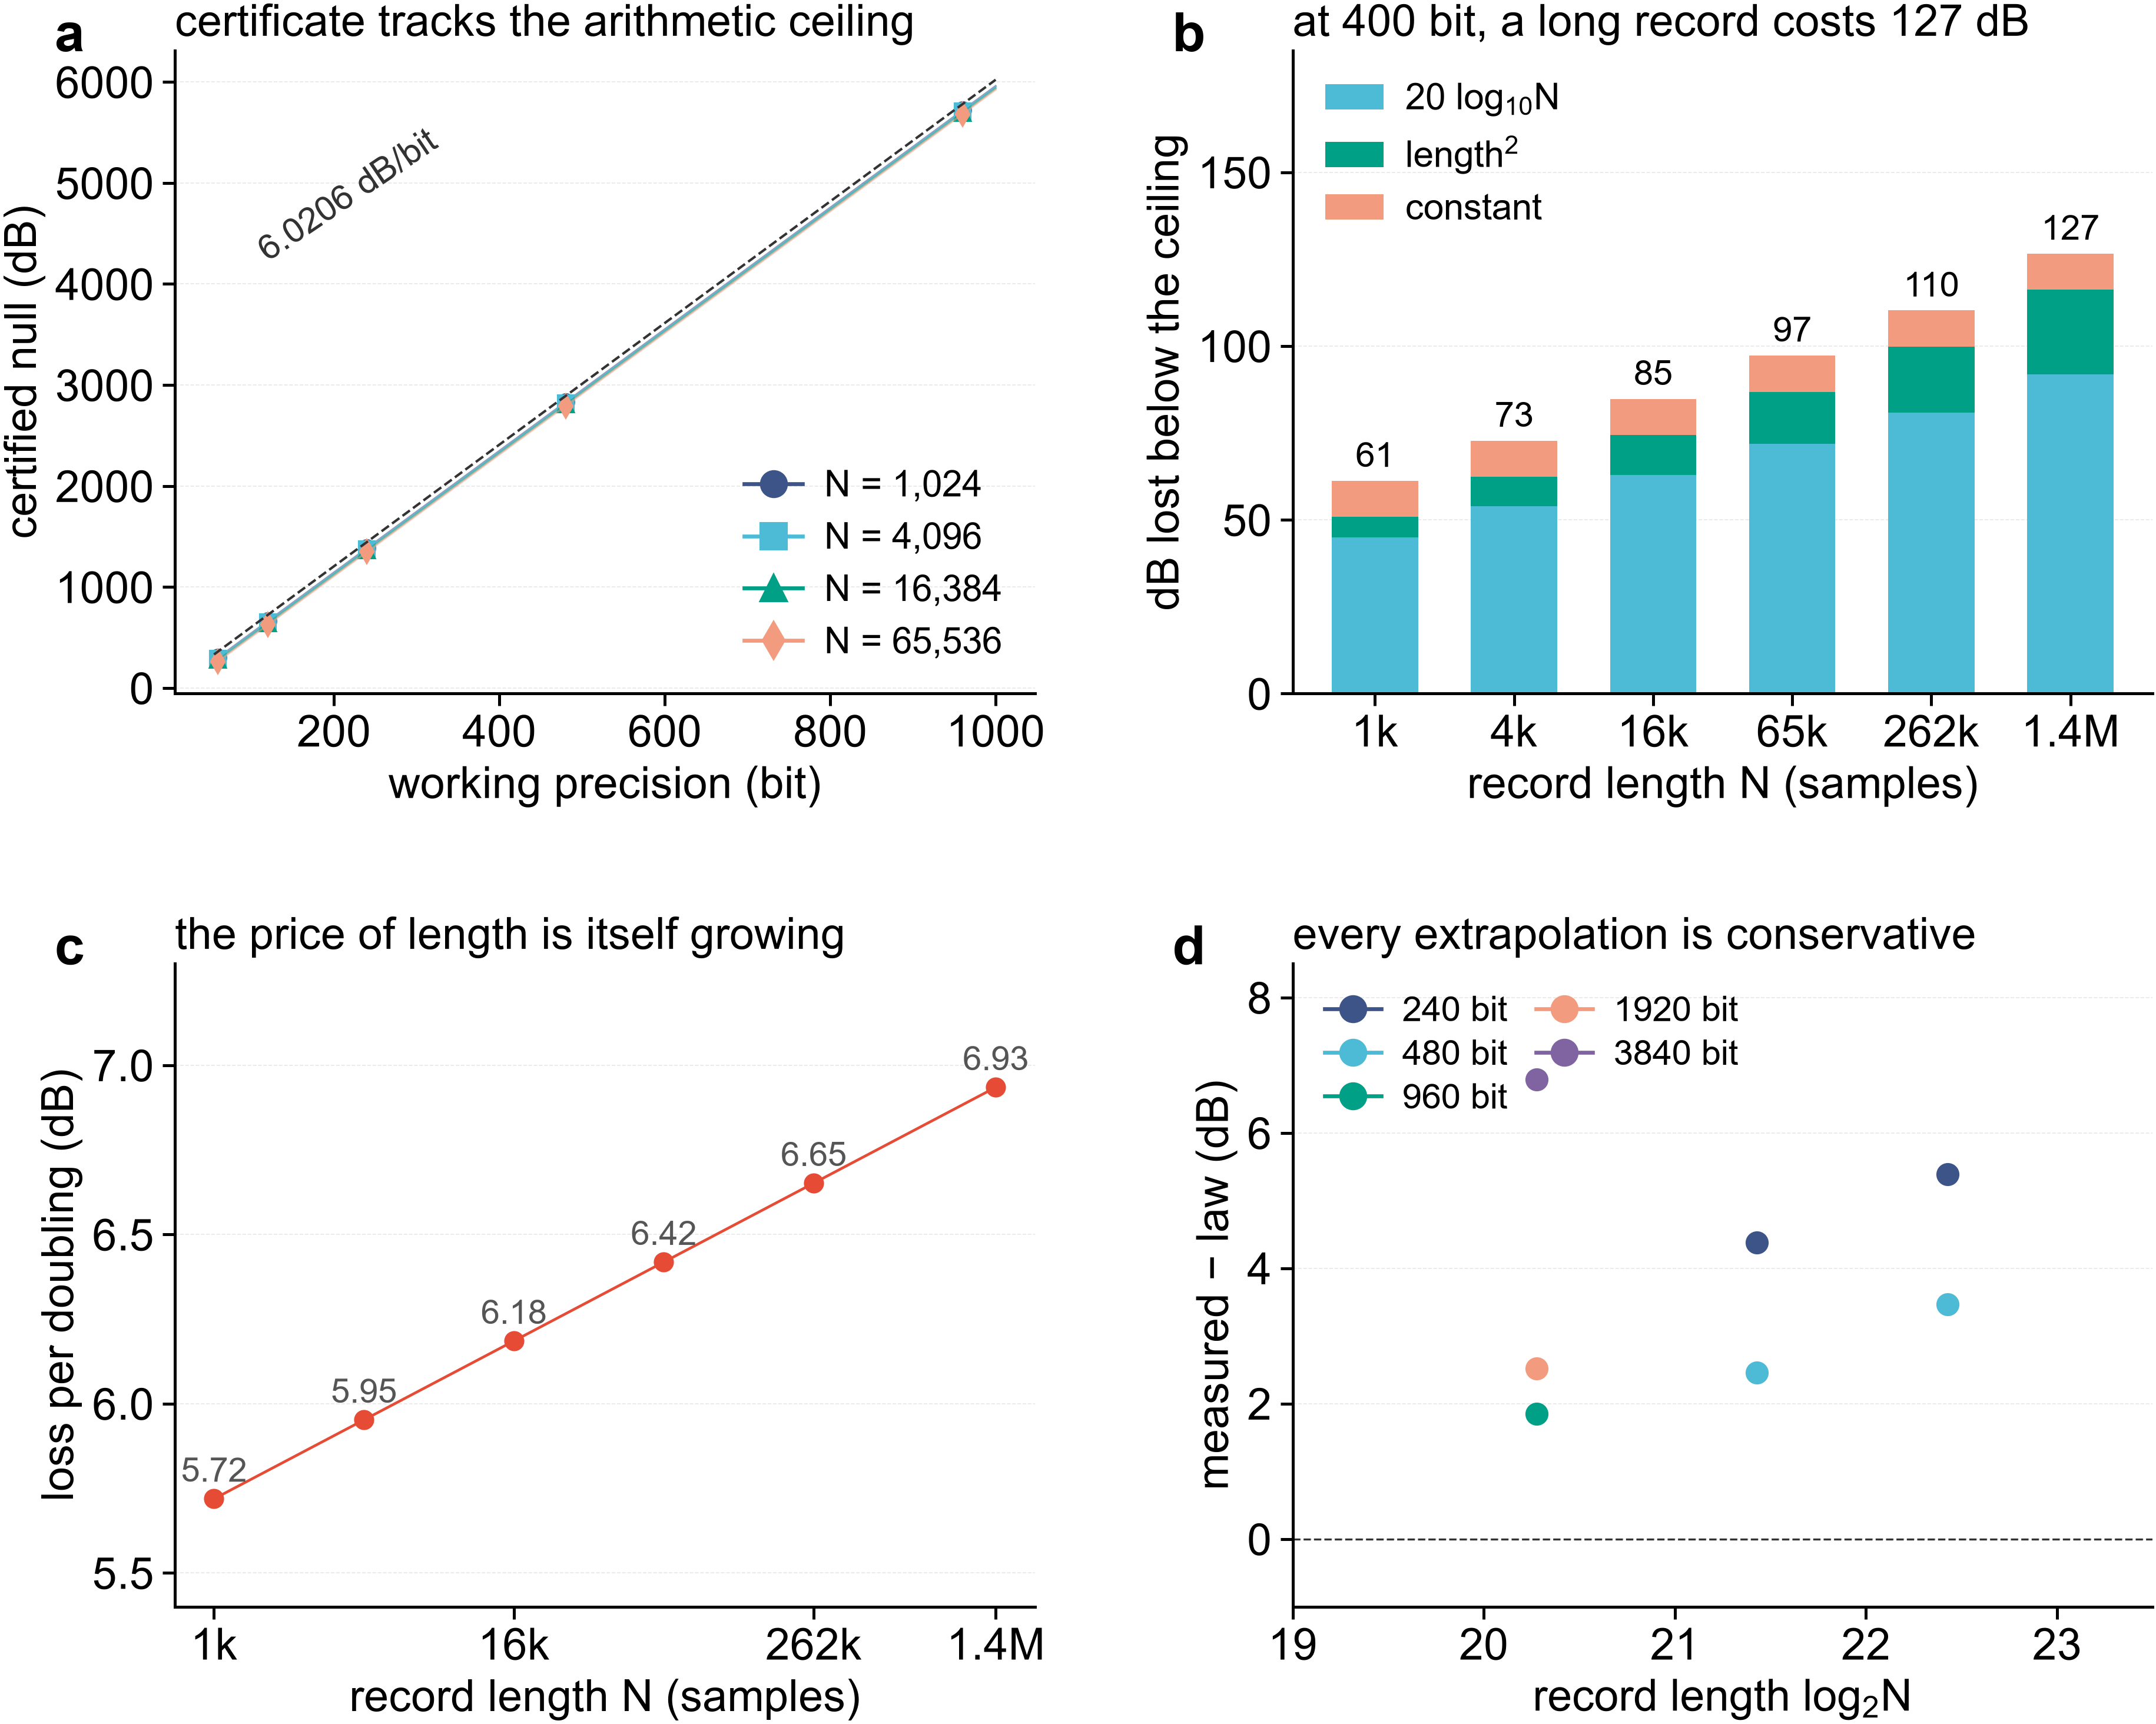 a
certificate tracks the arithmetic ceiling
certified null (dB)
6000
5000
4000
3000
2000
1000
0
6.0206 dB/bit
N = 1,024
N = 4,096
N = 16,384
N = 65,536
200 400 600 800 1000
working precision (bit)
b
at 400 bit, a long record costs 127 dB
dB lost below the ceiling
150
100
50
0
20 log₁₀N
length²
constant
61 73 85 97 110 127
1k 4k 16k 65k 262k 1.4M
record length N (samples)
c
the price of length is itself growing
loss per doubling (dB)
7.0
6.5
6.0
5.5
5.72 5.95 6.18 6.42 6.65 6.93
1k 16k 262k 1.4M
record length N (samples)
d
every extrapolation is conservative
measured − law (dB)
8
6
4
2
0
240 bit 1920 bit
480 bit 3840 bit
960 bit
19 20 21 22 23
record length log₂N